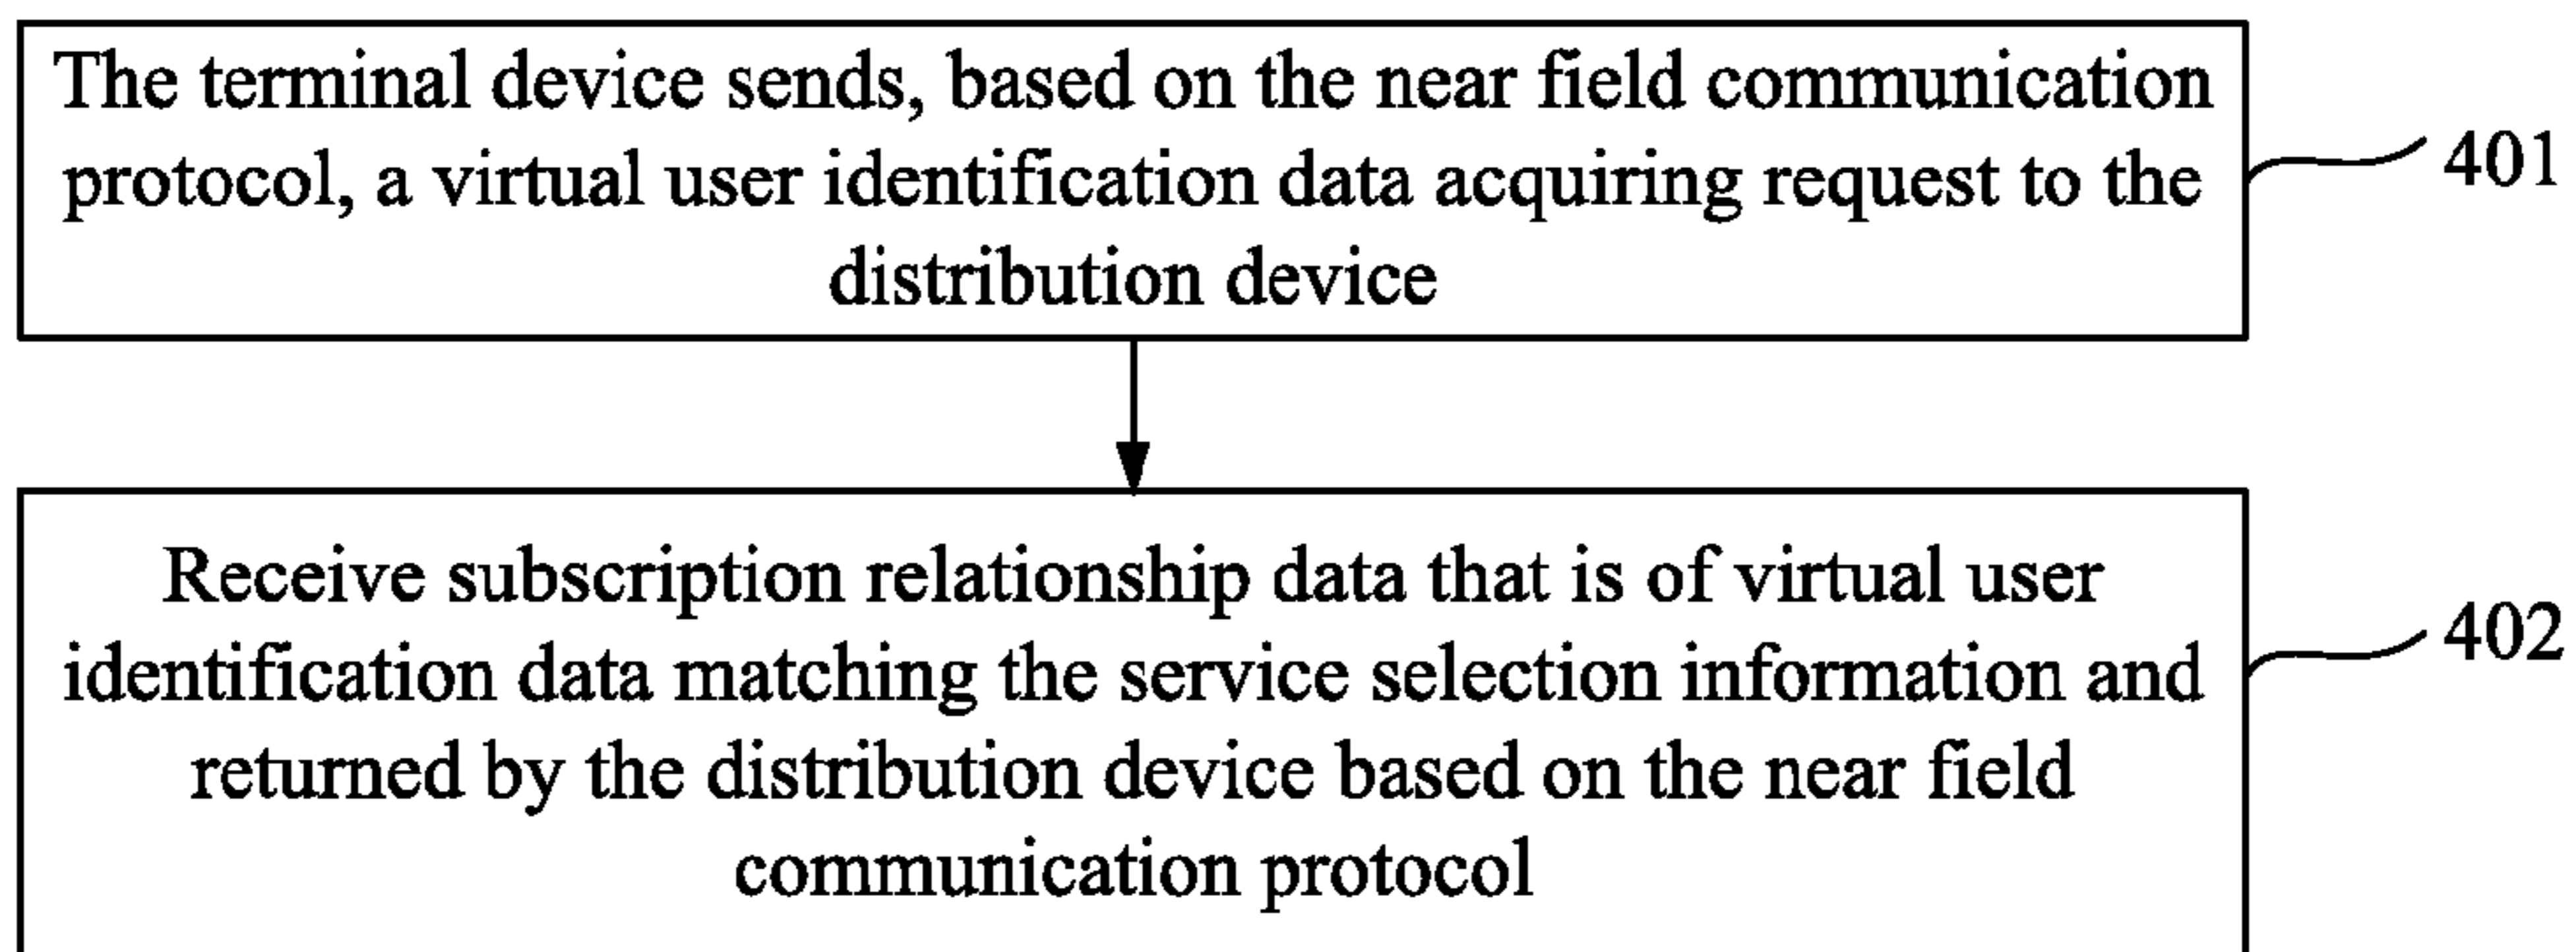 The terminal device sends, based on the near field communication
protocol, a virtual user identification data acquiring request to the
distribution device
401
Receive subscription relationship data that is of virtual user
identification data matching the service selection information and
returned by the distribution device based on the near field
communication protocol
402